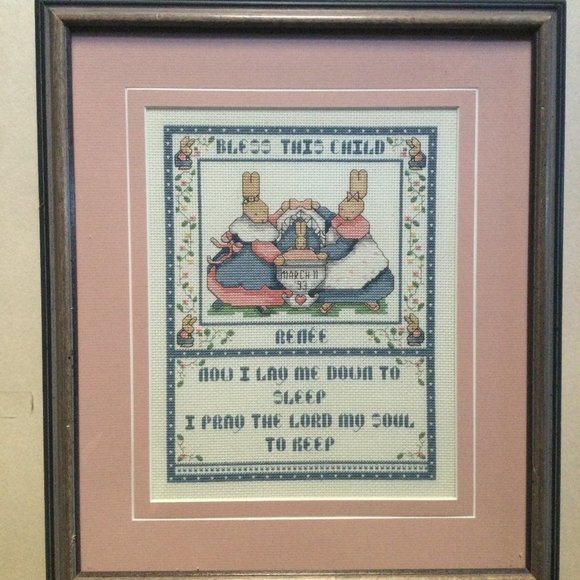 BLESS THIS CHILD
MARCH 11
93
RENÉE
NOW I LAY ME DOWN TO
SLEEP
I PRAY THE LORD MY SOUL
TO KEEP